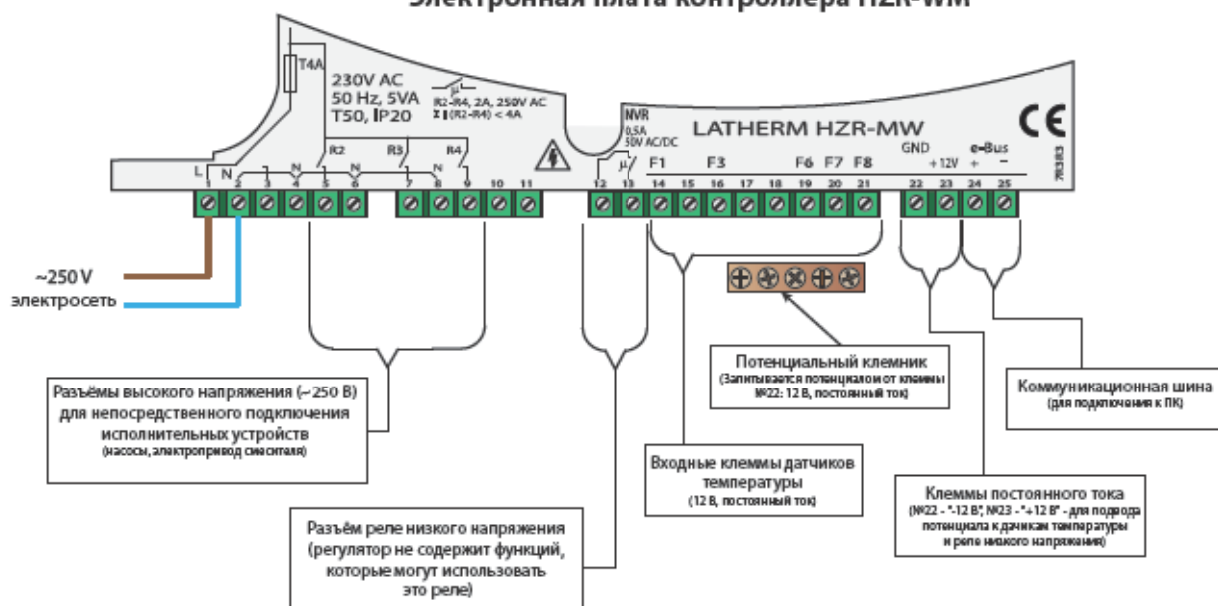 Электронная плата контроллера HZR-WM
T4A
230V AC
50 Hz, 5VA
T50, IP20
μ
R2-R4, 2A, 250V AC
Σ I (R2-R4) < 4A
NVR
0,5A
50V AC/DC
μ
LATHERM HZR-MW
CE
R2
R3
R4
F1
F3
F6
F7
F8
GND
+12V
e-Bus
+
–
L
N
N
N
N
1
2
3
4
5
6
7
8
9
10
11
12
13
14
15
16
17
18
19
20
21
22
23
24
25
~250 V
электросеть
Разъёмы высокого напряжения (~250 В)
для непосредственного подключения
исполнительных устройств
(насосы, электропривод смесителя)
Разъём реле низкого напряжения
(регулятор не содержит функций,
которые могут использовать
это реле)
Входные клеммы датчиков
температуры
(12 В, постоянный ток)
Потенциальный клемник
(Запитывается потенциалом от клеммы
№22: 12 В, постоянный ток)
Клеммы постоянного тока
(№22 - "-12 В", №23 - "+12 В" - для подвода
потенциала к дачикам температуры
и реле низкого напряжения)
Коммуникационная шина
(для подключения к ПК)